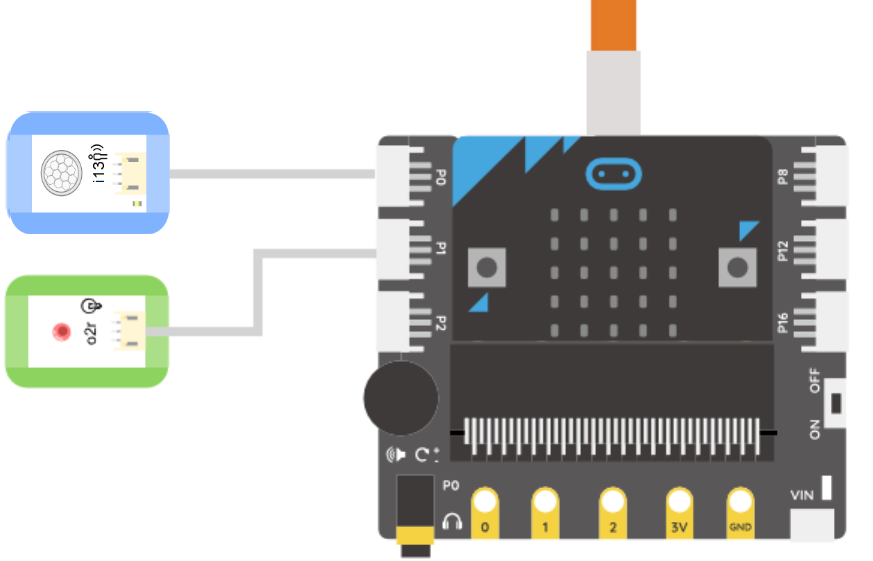 i13
o2r
P0
P1
P2
P8
P12
P16
OFF
ON
+
-
P0
VIN
0
1
2
3V
GND